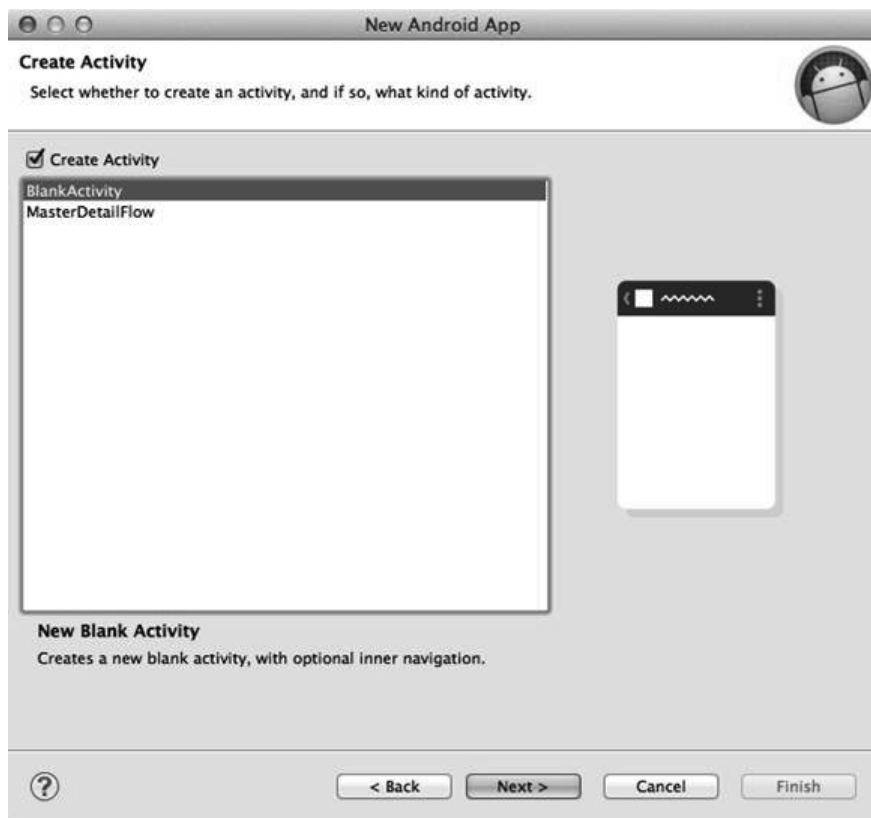 New Android App
Create Activity
Select whether to create an activity, and if so, what kind of activity.
Create Activity
BlankActivity
MasterDetailFlow
New Blank Activity
Creates a new blank activity, with optional inner navigation.
?
< Back
Next >
Cancel
Finish